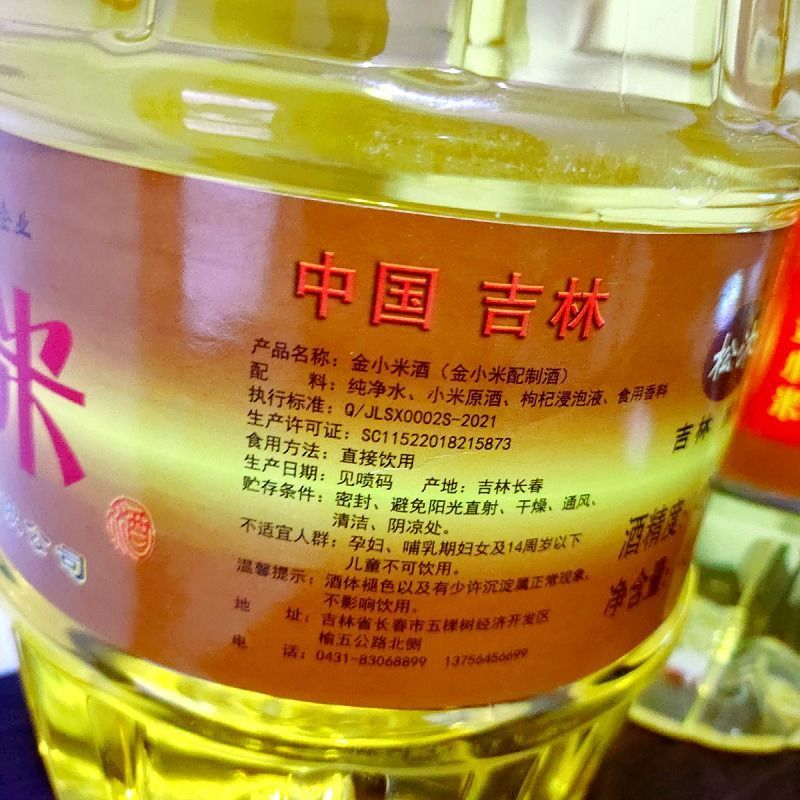 企业
米
公司
酒
中国 吉林
产品名称：金小米酒（金小米配制酒）
配 料：纯净水、小米原酒、枸杞浸泡液、食用香料
执行标准：Q/JLSX0002S-2021
生产许可证：SC11522018215873
食用方法：直接饮用
生产日期：见喷码 产地：吉林长春
贮存条件：密封、避免阳光直射、干燥、通风、
清洁、阴凉处。
不适宜人群：孕妇、哺乳期妇女及14周岁以下
儿童不可饮用。
温馨提示：酒体褪色以及有少许沉淀属正常现象，
不影响饮用。
地 址：吉林省长春市五棵树经济开发区
榆五公路北侧
电 话：0431-83068899 13756456699
松小
吉林
酒精度
净含量
米